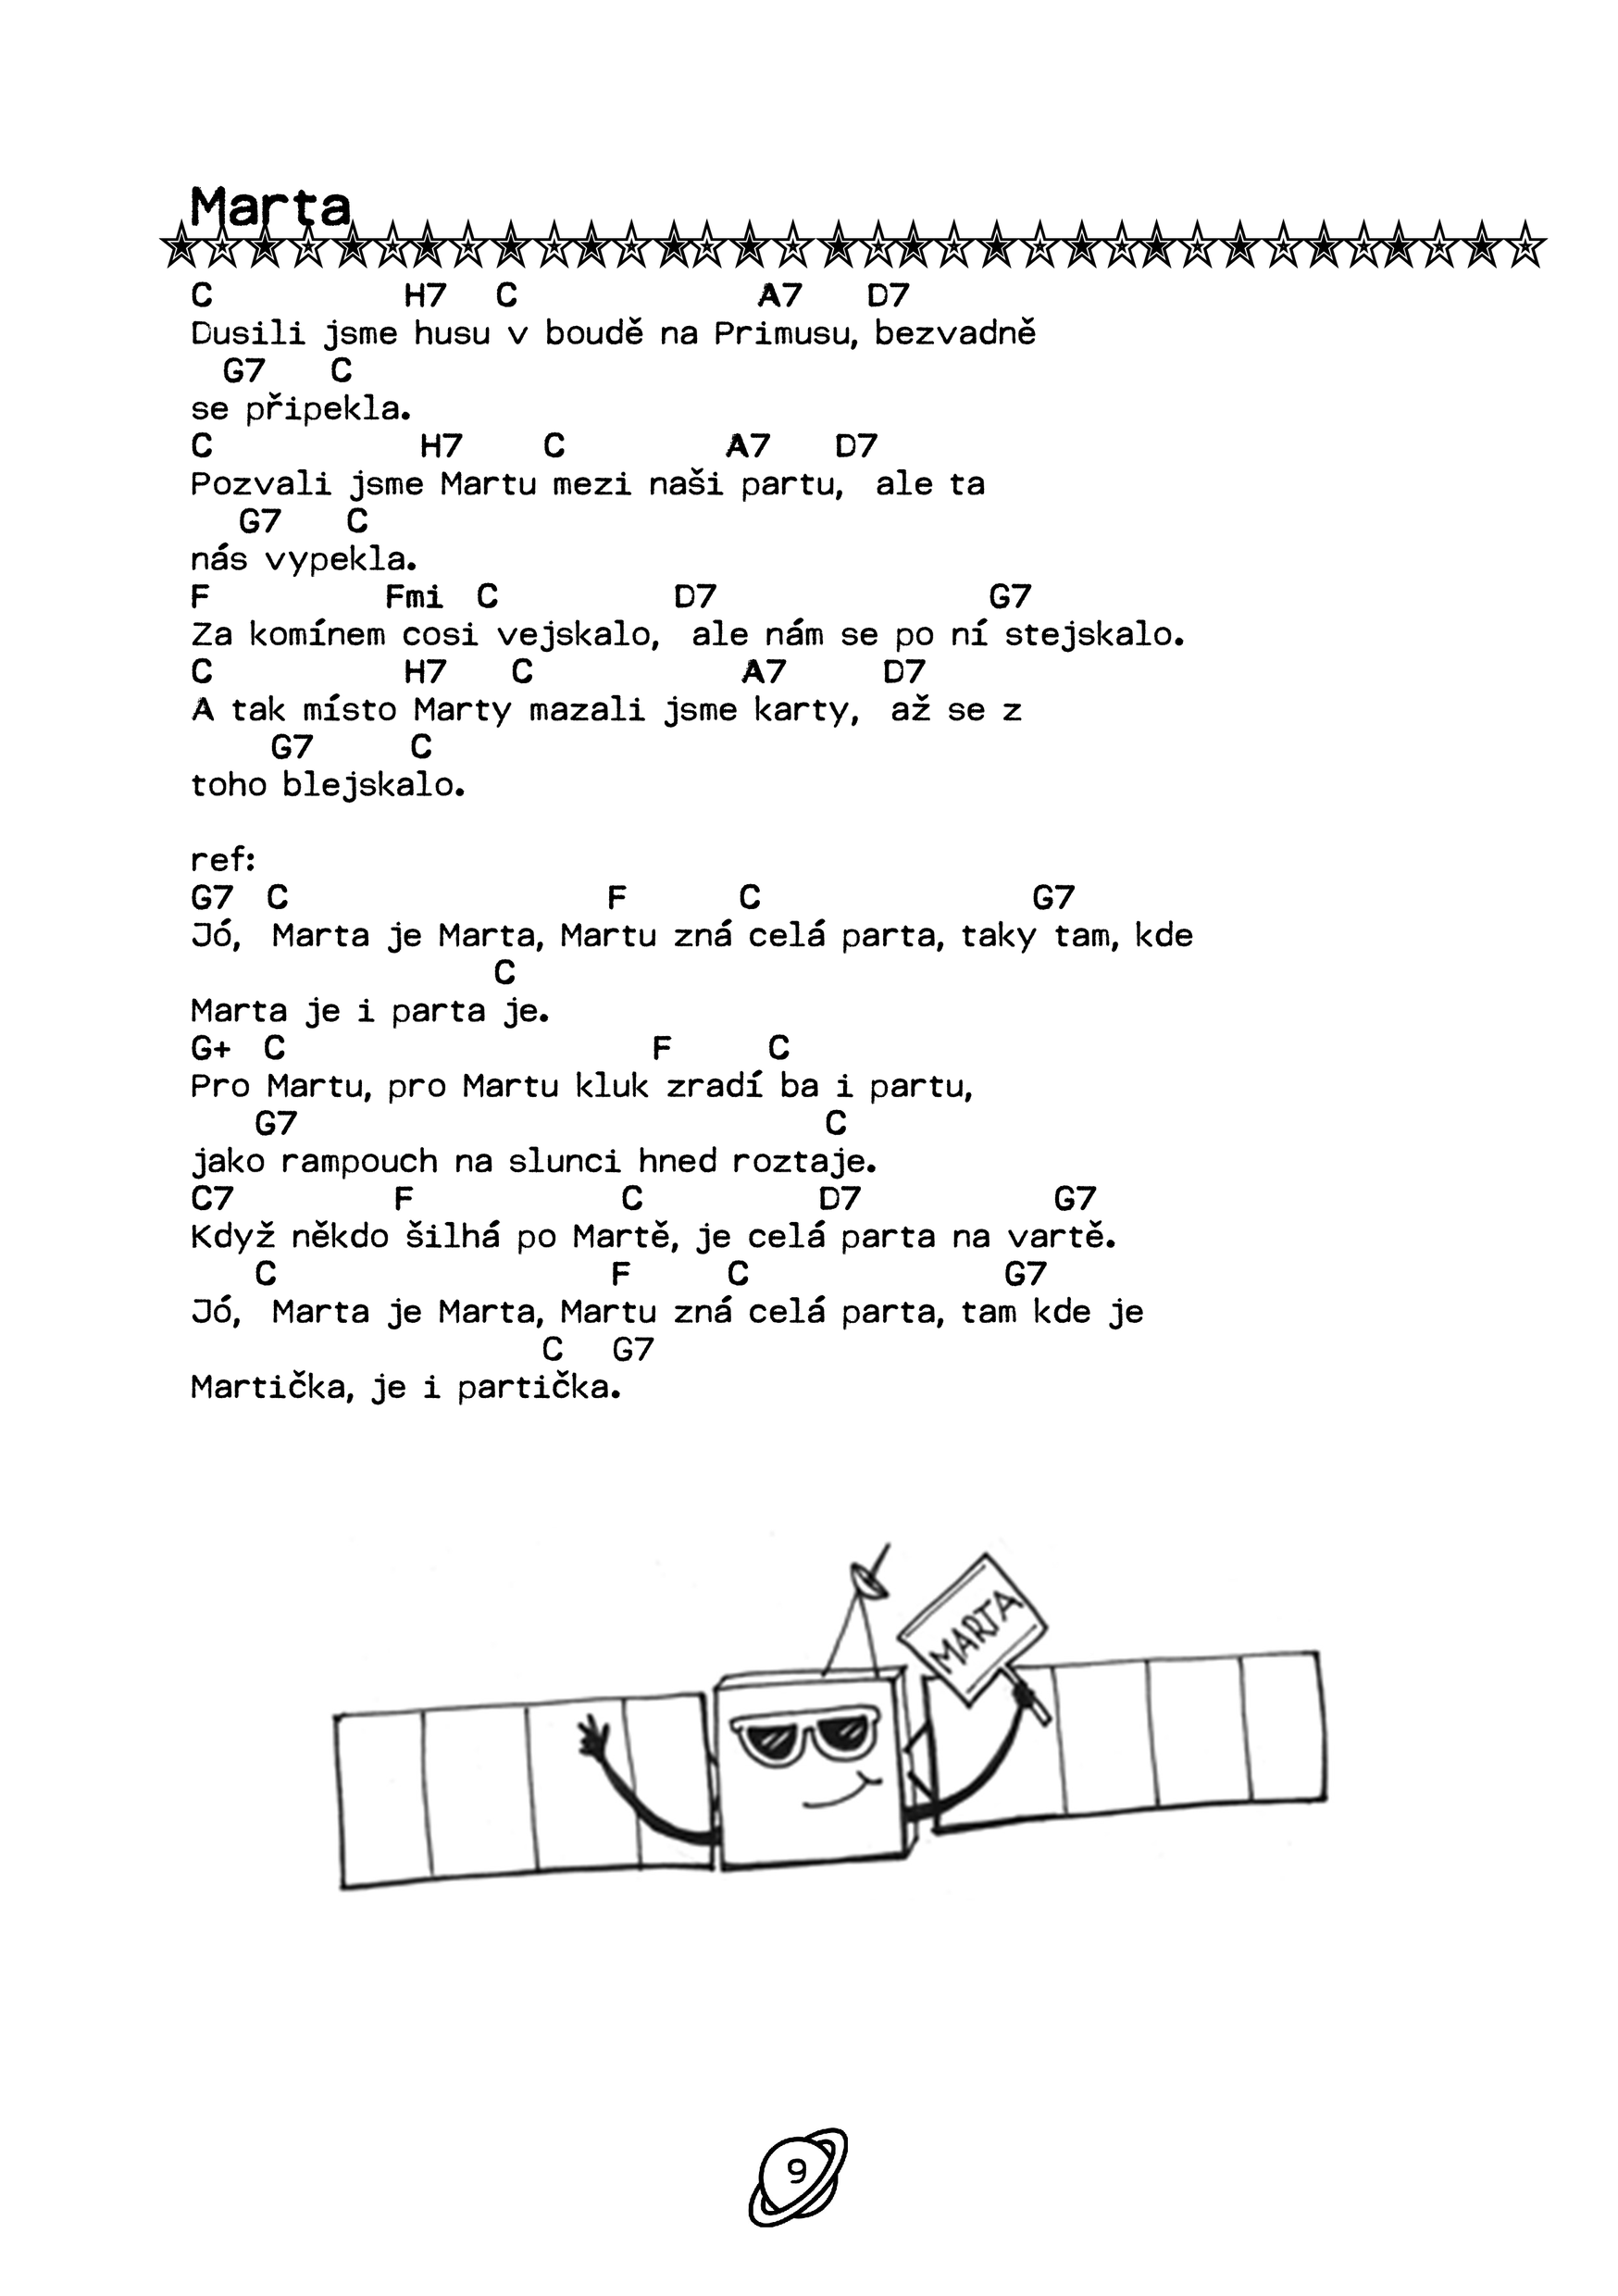 Marta
C H7 C A7 D7
Dusili jsme husu v boudě na Primusu, bezvadně
G7 C
se připekla.
C H7 C A7 D7
Pozvali jsme Martu mezi naši partu, ale ta
G7 C
nás vypekla.
F Fmi C D7 G7
Za komínem cosi vejskalo, ale nám se po ní stejskalo.
C H7 C A7 D7
A tak místo Marty mazali jsme karty, až se z
G7 C
toho blejskalo.
ref:
G7 C F C G7
Jó, Marta je Marta, Martu zná celá parta, taky tam, kde
C
Marta je i parta je.
G+ C F C
Pro Martu, pro Martu kluk zradí ba i partu,
G7 C
jako rampouch na slunci hned roztaje.
C7 F C D7 G7
Když někdo šilhá po Martě, je celá parta na vartě.
C F C G7
Jó, Marta je Marta, Martu zná celá parta, tam kde je
C G7
Martička, je i partička.
MARTA
9